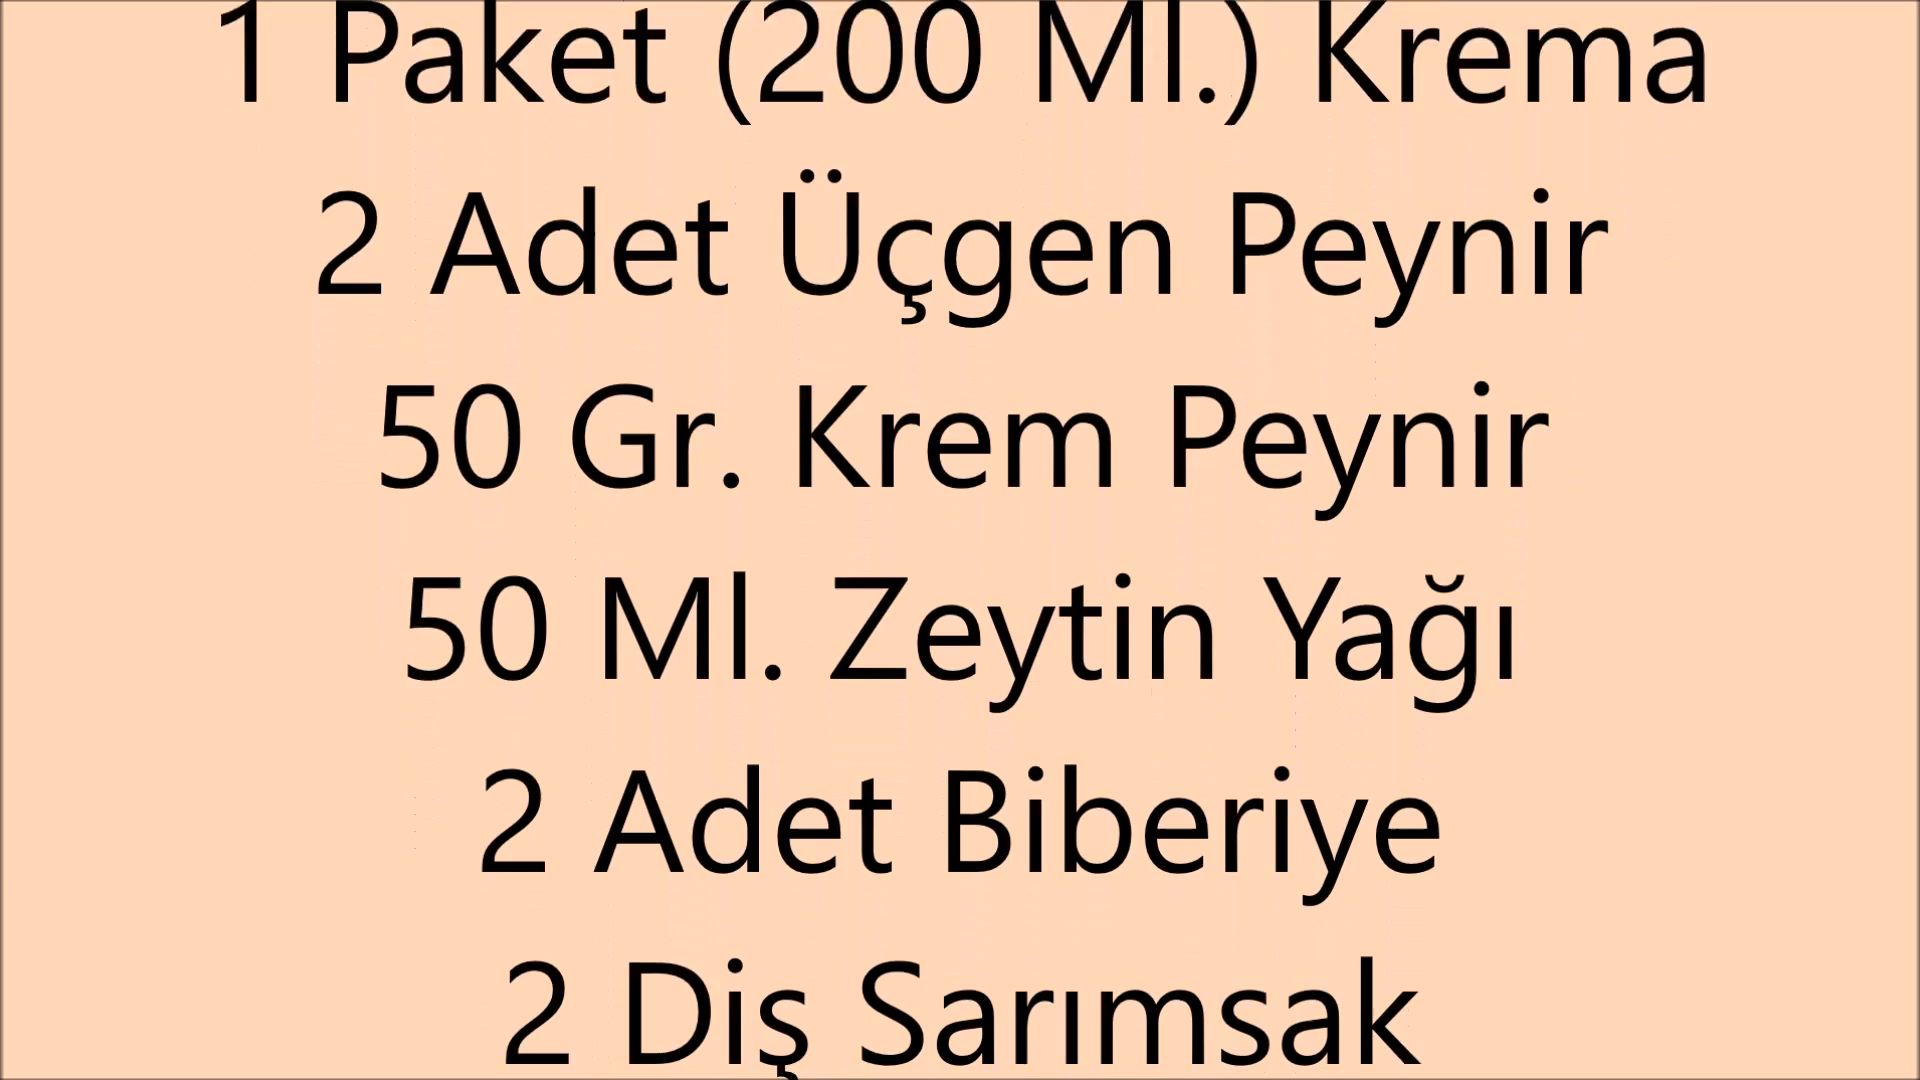 1 Paket (200 Ml.) Krema
2 Adet Üçgen Peynir
50 Gr. Krem Peynir
50 Ml. Zeytin Yağı
2 Adet Biberiye
2 Diş Sarımsak